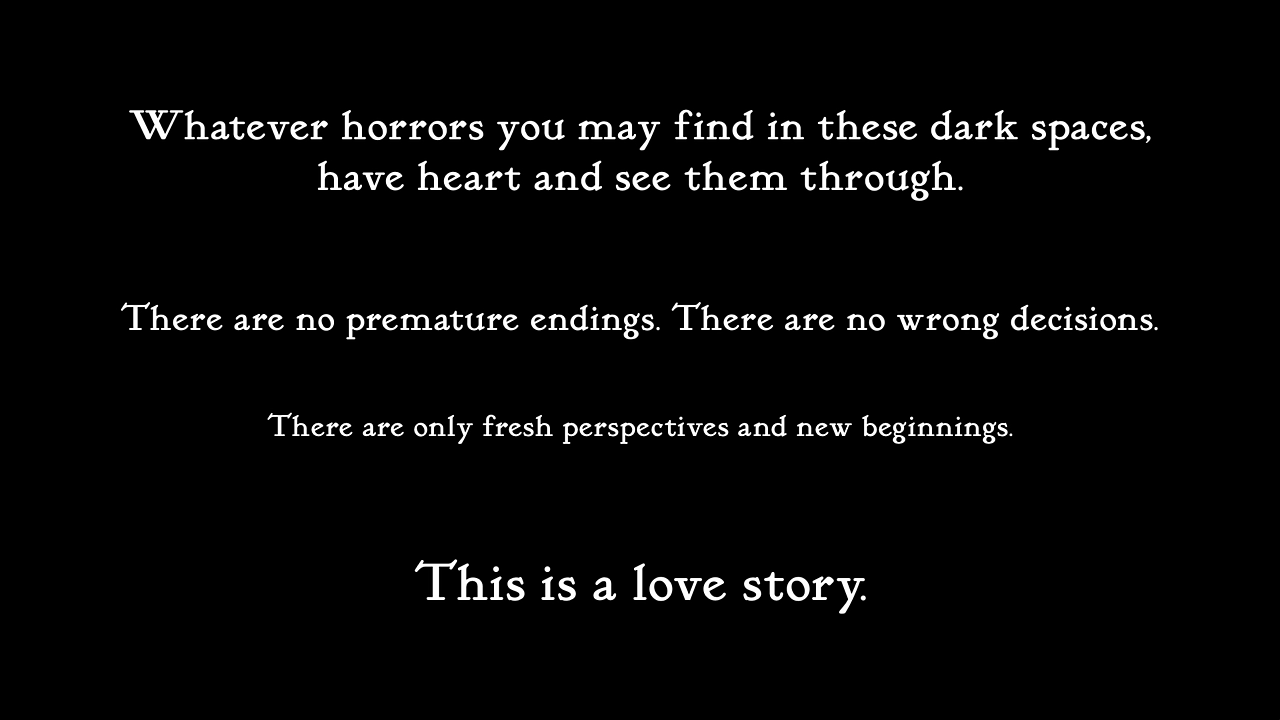 Whatever horrors you may find in these dark spaces,
have heart and see them through.
There are no premature endings. There are no wrong decisions.
There are only fresh perspectives and new beginnings.
This is a love story.